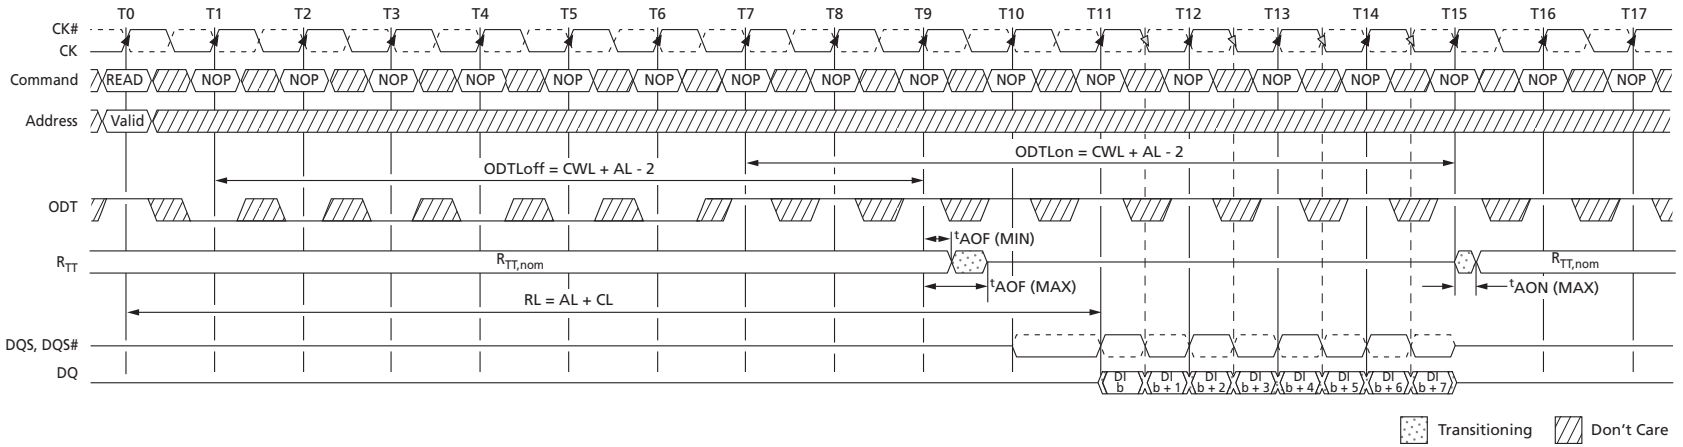 T0 T1 T2 T3 T4 T5 T6 T7 T8 T9 T10 T11 T12 T13 T14 T15 T16 T17
CK#
CK
Command READ NOP NOP NOP NOP NOP NOP NOP NOP NOP NOP NOP NOP NOP NOP NOP NOP NOP
Address Valid
ODTLon = CWL + AL - 2
ODTLoff = CWL + AL - 2
ODT
tAOF (MIN)
RTT RTT,nom RTT,nom
tAOF (MAX) tAON (MAX)
RL = AL + CL
DQS, DQS#
DQ
DI b DI b + 1 DI b + 2 DI b + 3 DI b + 4 DI b + 5 DI b + 6 DI b + 7
Transitioning Don't Care